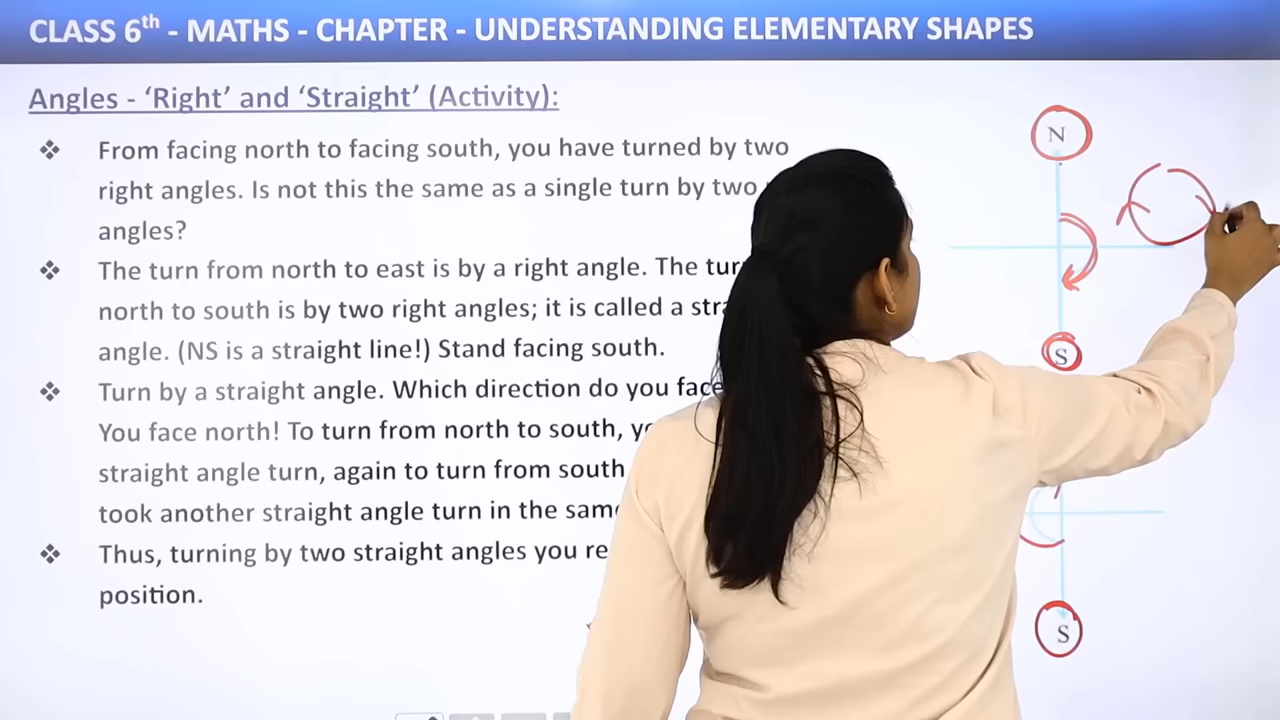 CLASS 6th - MATHS - CHAPTER - UNDERSTANDING ELEMENTARY SHAPES
Angles - ‘Right’ and ‘Straight’ (Activity):
❖ From facing north to facing south, you have turned by two
right angles. Is not this the same as a single turn by two
angles?
❖ The turn from north to east is by a right angle. The
north to south is by two right angles; it is called a
angle. (NS is a straight line!) Stand facing south.
❖ Turn by a straight angle. Which direction do you face
You face north! To turn from north to south,
straight angle turn, again to turn from south
took another straight angle turn in the
❖ Thus, turning by two straight angles you
position.
N
S
S